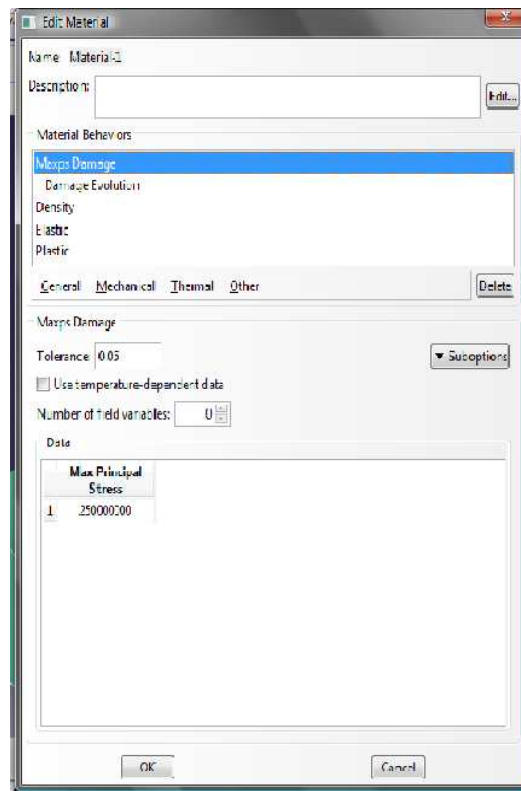 Edit Material
Name: Material-1
Description:
Edit...
Material Behaviors
Maxps Damage
Damage Evolution
Density
Elastic
Plastic
General Mechanical Thermal Other
Delete
Maxps Damage
Tolerance: 0.05
Suboptions
Use temperature-dependent data
Number of field variables: 0
Data
Max Principal
Stress
1 250000000
OK
Cancel